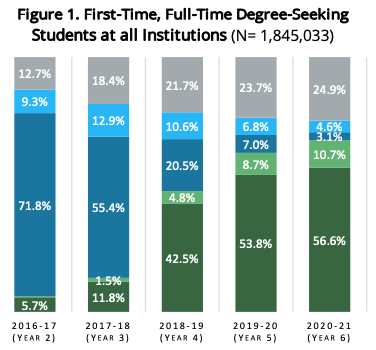 Figure 1. First-Time, Full-Time Degree-Seeking
Students at all Institutions (N= 1,845,033)
12.7% 18.4% 21.7% 23.7% 24.9%
9.3% 12.9% 10.6% 6.8% 4.6%
71.8% 55.4% 20.5% 7.0% 3.1%
1.5% 4.8% 8.7% 10.7%
5.7% 11.8% 42.5% 53.8% 56.6%
2016-17 2017-18 2018-19 2019-20 2020-21
(YEAR 2) (YEAR 3) (YEAR 4) (YEAR 5) (YEAR 6)